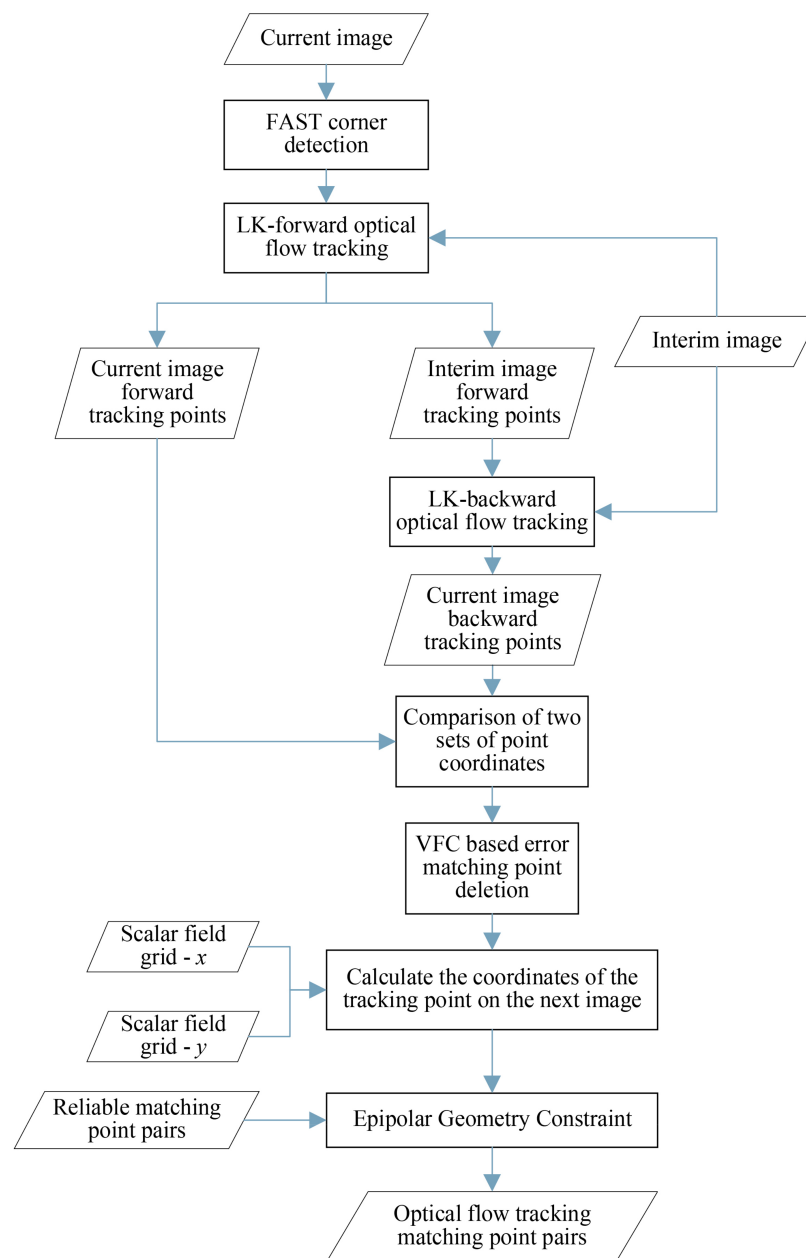 Current image
FAST corner
detection
LK-forward optical
flow tracking
Interim image
Current image
forward
tracking points
Interim image
forward
tracking points
LK-backward
optical flow tracking
Current image
backward
tracking points
Comparison of two
sets of point
coordinates
VFC based error
matching point
deletion
Scalar field
grid - x
Scalar field
grid - y
Calculate the coordinates of the
tracking point on the next image
Reliable matching
point pairs
Epipolar Geometry Constraint
Optical flow tracking
matching point pairs